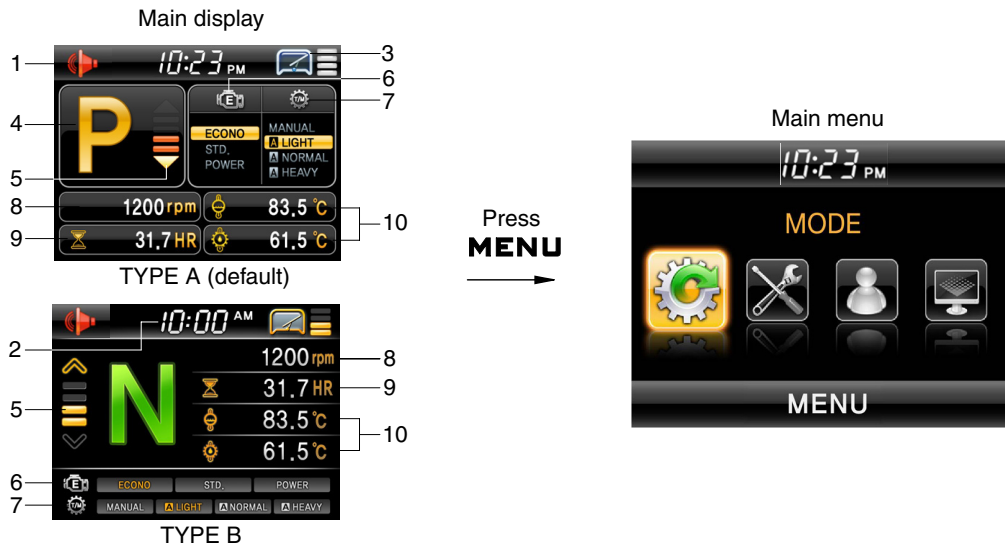 Main display
1
10:23 PM
3
6
7
4
P
E
T/M
ECONO
STD.
POWER
MANUAL
A LIGHT
A NORMAL
A HEAVY
5
8
1200 rpm
83.5 °C
10
9
31.7 HR
61.5 °C
TYPE A (default)
2
10:00 AM
N
1200 rpm
8
31.7 HR
9
83.5 °C
10
61.5 °C
5
6
E
ECONO STD. POWER
7
T/M
MANUAL A LIGHT A NORMAL A HEAVY
TYPE B
Press
MENU
Main menu
10:23 PM
MODE
MENU